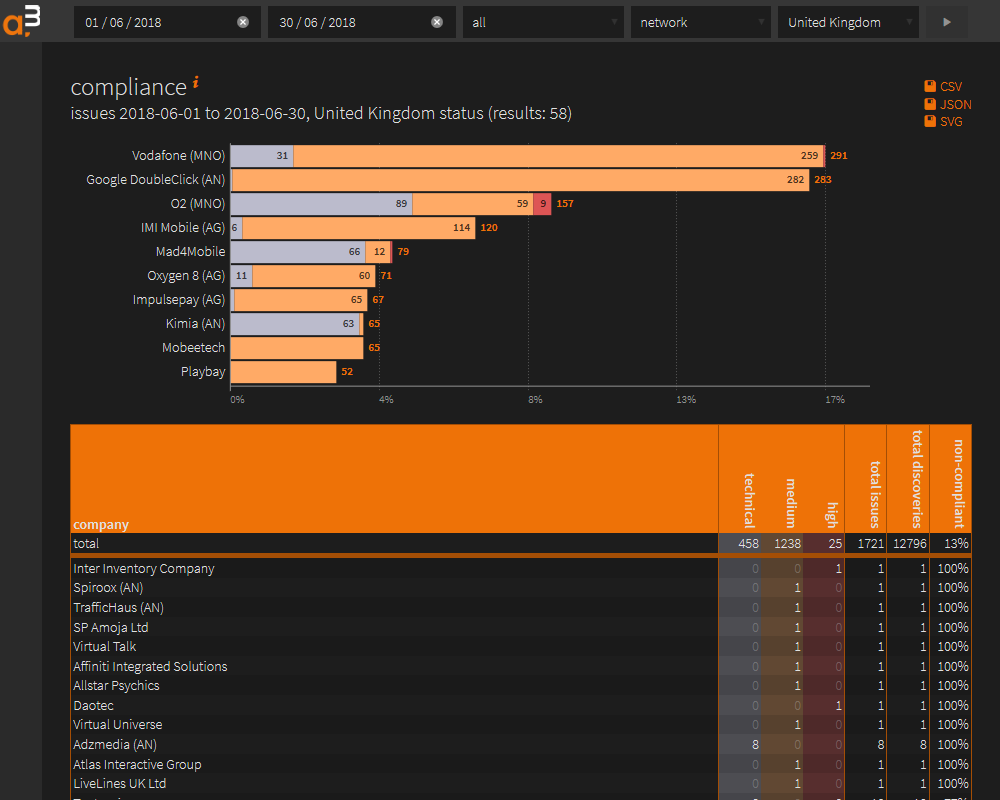 a3
01 / 06 / 2018
30 / 06 / 2018
all
network
United Kingdom
compliance i
issues 2018-06-01 to 2018-06-30, United Kingdom status (results: 58)
CSV
JSON
SVG
Vodafone (MNO) 31 259 291
Google DoubleClick (AN) 282 283
O2 (MNO) 89 59 9 157
IMI Mobile (AG) 6 114 120
Mad4Mobile 66 12 79
Oxygen 8 (AG) 11 60 71
Impulsepay (AG) 65 67
Kimia (AN) 63 65
Mobeetech 65
Playbay 52
0% 4% 8% 13% 17%
company technical medium high total issues total discoveries non-compliant
total 458 1238 25 1721 12796 13%
Inter Inventory Company 0 0 1 1 1 100%
Spiroox (AN) 0 1 0 1 1 100%
TrafficHaus (AN) 0 1 0 1 1 100%
SP Amoja Ltd 0 1 0 1 1 100%
Virtual Talk 0 1 0 1 1 100%
Affiniti Integrated Solutions 0 1 0 1 1 100%
Allstar Psychics 0 1 0 1 1 100%
Daotec 0 0 1 1 1 100%
Virtual Universe 0 1 0 1 1 100%
Adzmedia (AN) 8 0 0 8 8 100%
Atlas Interactive Group 0 1 0 1 1 100%
LiveLines UK Ltd 0 1 0 1 1 100%